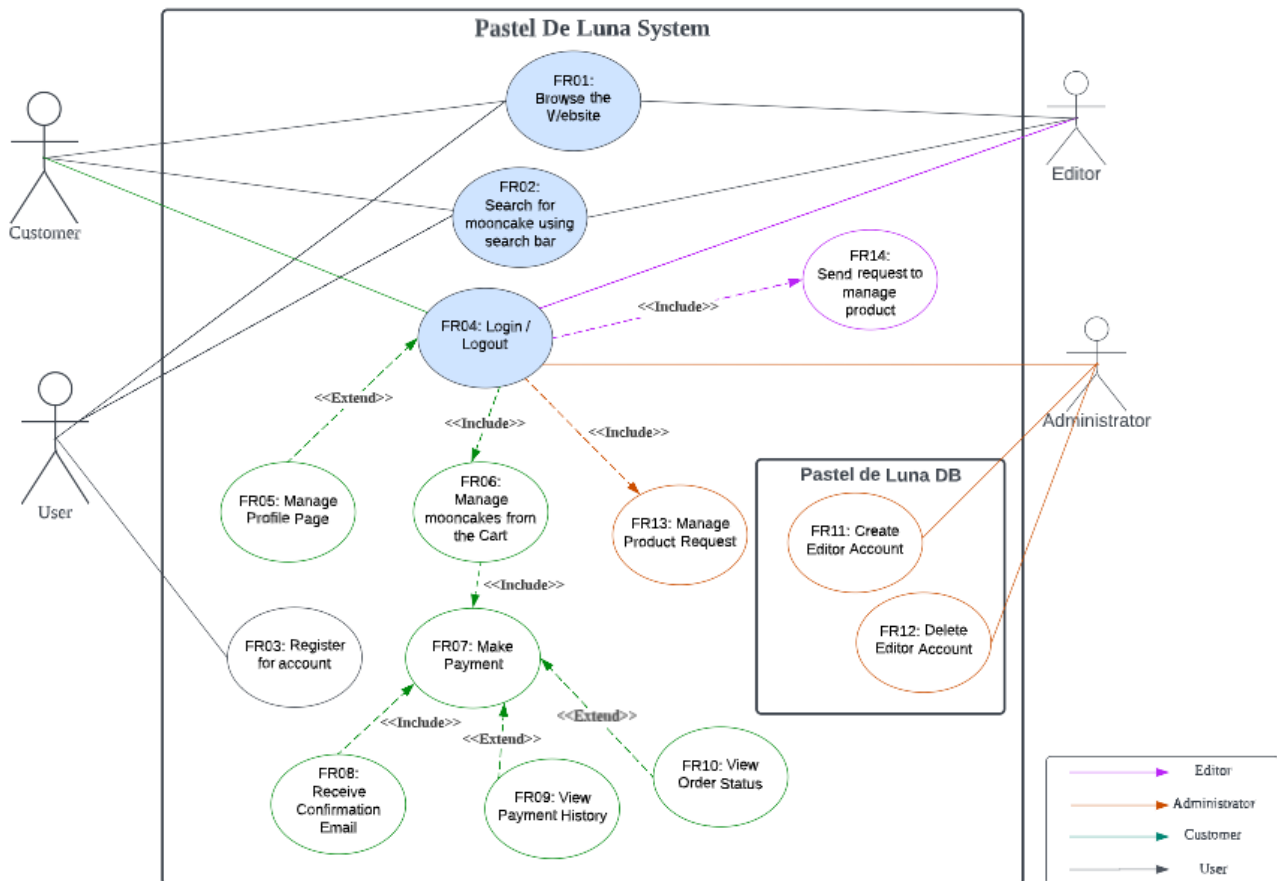 Pastel De Luna System
FR01:
Browse the
Website
Customer
Editor
FR02:
Search for
mooncake using
search bar
FR14:
Send request to
manage
product
<<Include>>
FR04: Login /
Logout
Administrator
<<Extend>>
<<Include>>
<<Include>>
User
FR05: Manage
Profile Page
FR06:
Manage
mooncakes from
the Cart
FR13: Manage
Product Request
Pastel de Luna DB
FR11: Create
Editor Account
<<Include>>
FR03: Register
for account
FR07: Make
Payment
FR12: Delete
Editor Account
<<Include>>
<<Extend>>
<<Extend>>
FR08:
Receive
Confirmation
Email
FR09: View
Payment History
FR10: View
Order Status
Editor
Administrator
Customer
User